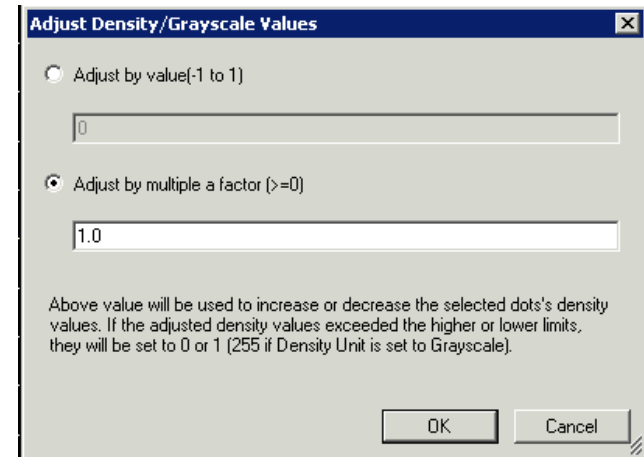 Adjust Density/Grayscale Values
Adjust by value(-1 to 1)
0
Adjust by multiple a factor (>=0)
1.0
Above value will be used to increase or decrease the selected dots's density
values. If the adjusted density values exceeded the higher or lower limits,
they will be set to 0 or 1 (255 if Density Unit is set to Grayscale).
OK Cancel